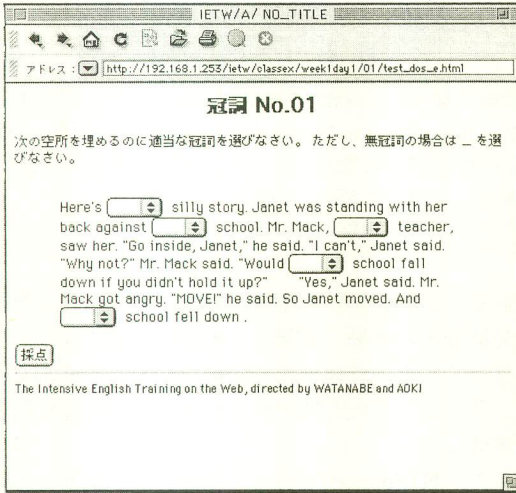 IETW/A/ NO_TITLE
アドレス : http://192.168.1.253/ietw/classex/week1day1/01/test_dos_e.html
冠詞 No.01
次の空所を埋めるのに適当な冠詞を選びなさい。 ただし、無冠詞の場合は _ を選
びなさい。
Here's silly story. Janet was standing with her
back against school. Mr. Mack, teacher,
saw her. "Go inside, Janet," he said. "I can't," Janet said.
"Why not?" Mr. Mack said. "Would school fall
down if you didn't hold it up?" "Yes," Janet said. Mr.
Mack got angry. "MOVE!" he said. So Janet moved. And
school fell down .
採点
The Intensive English Training on the Web, directed by WATANABE and AOKI